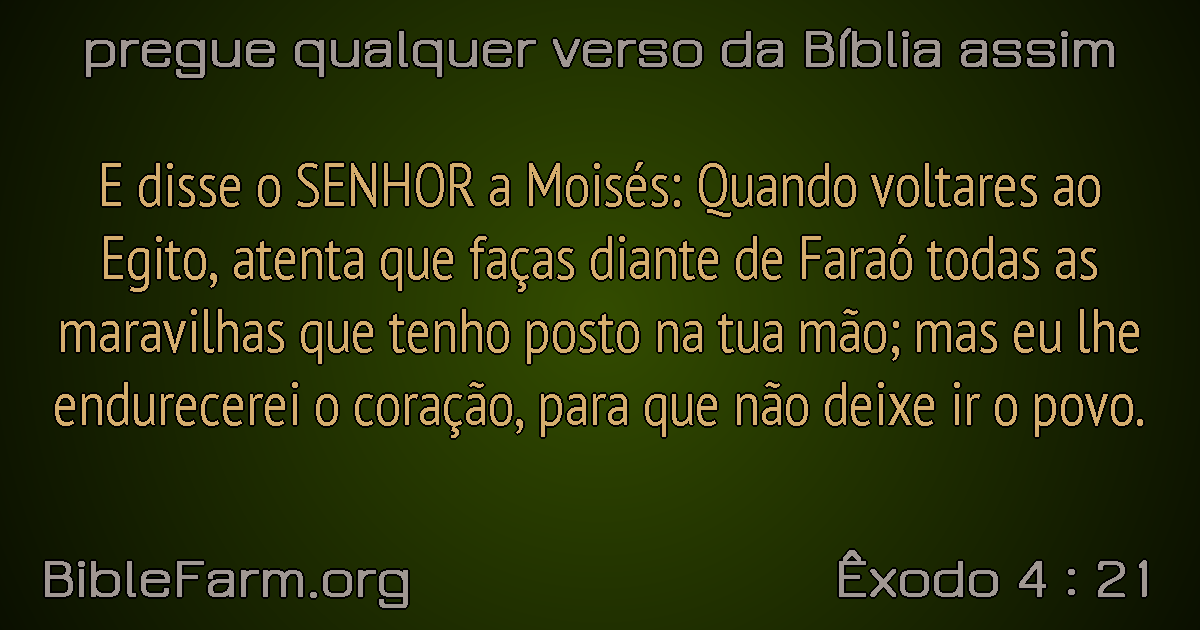 pregue qualquer verso da Bíblia assim
E disse o SENHOR a Moisés: Quando voltares ao
Egito, atenta que faças diante de Faraó todas as
maravilhas que tenho posto na tua mão; mas eu lhe
endurecerei o coração, para que não deixe ir o povo.
BibleFarm.org
Êxodo 4 : 21